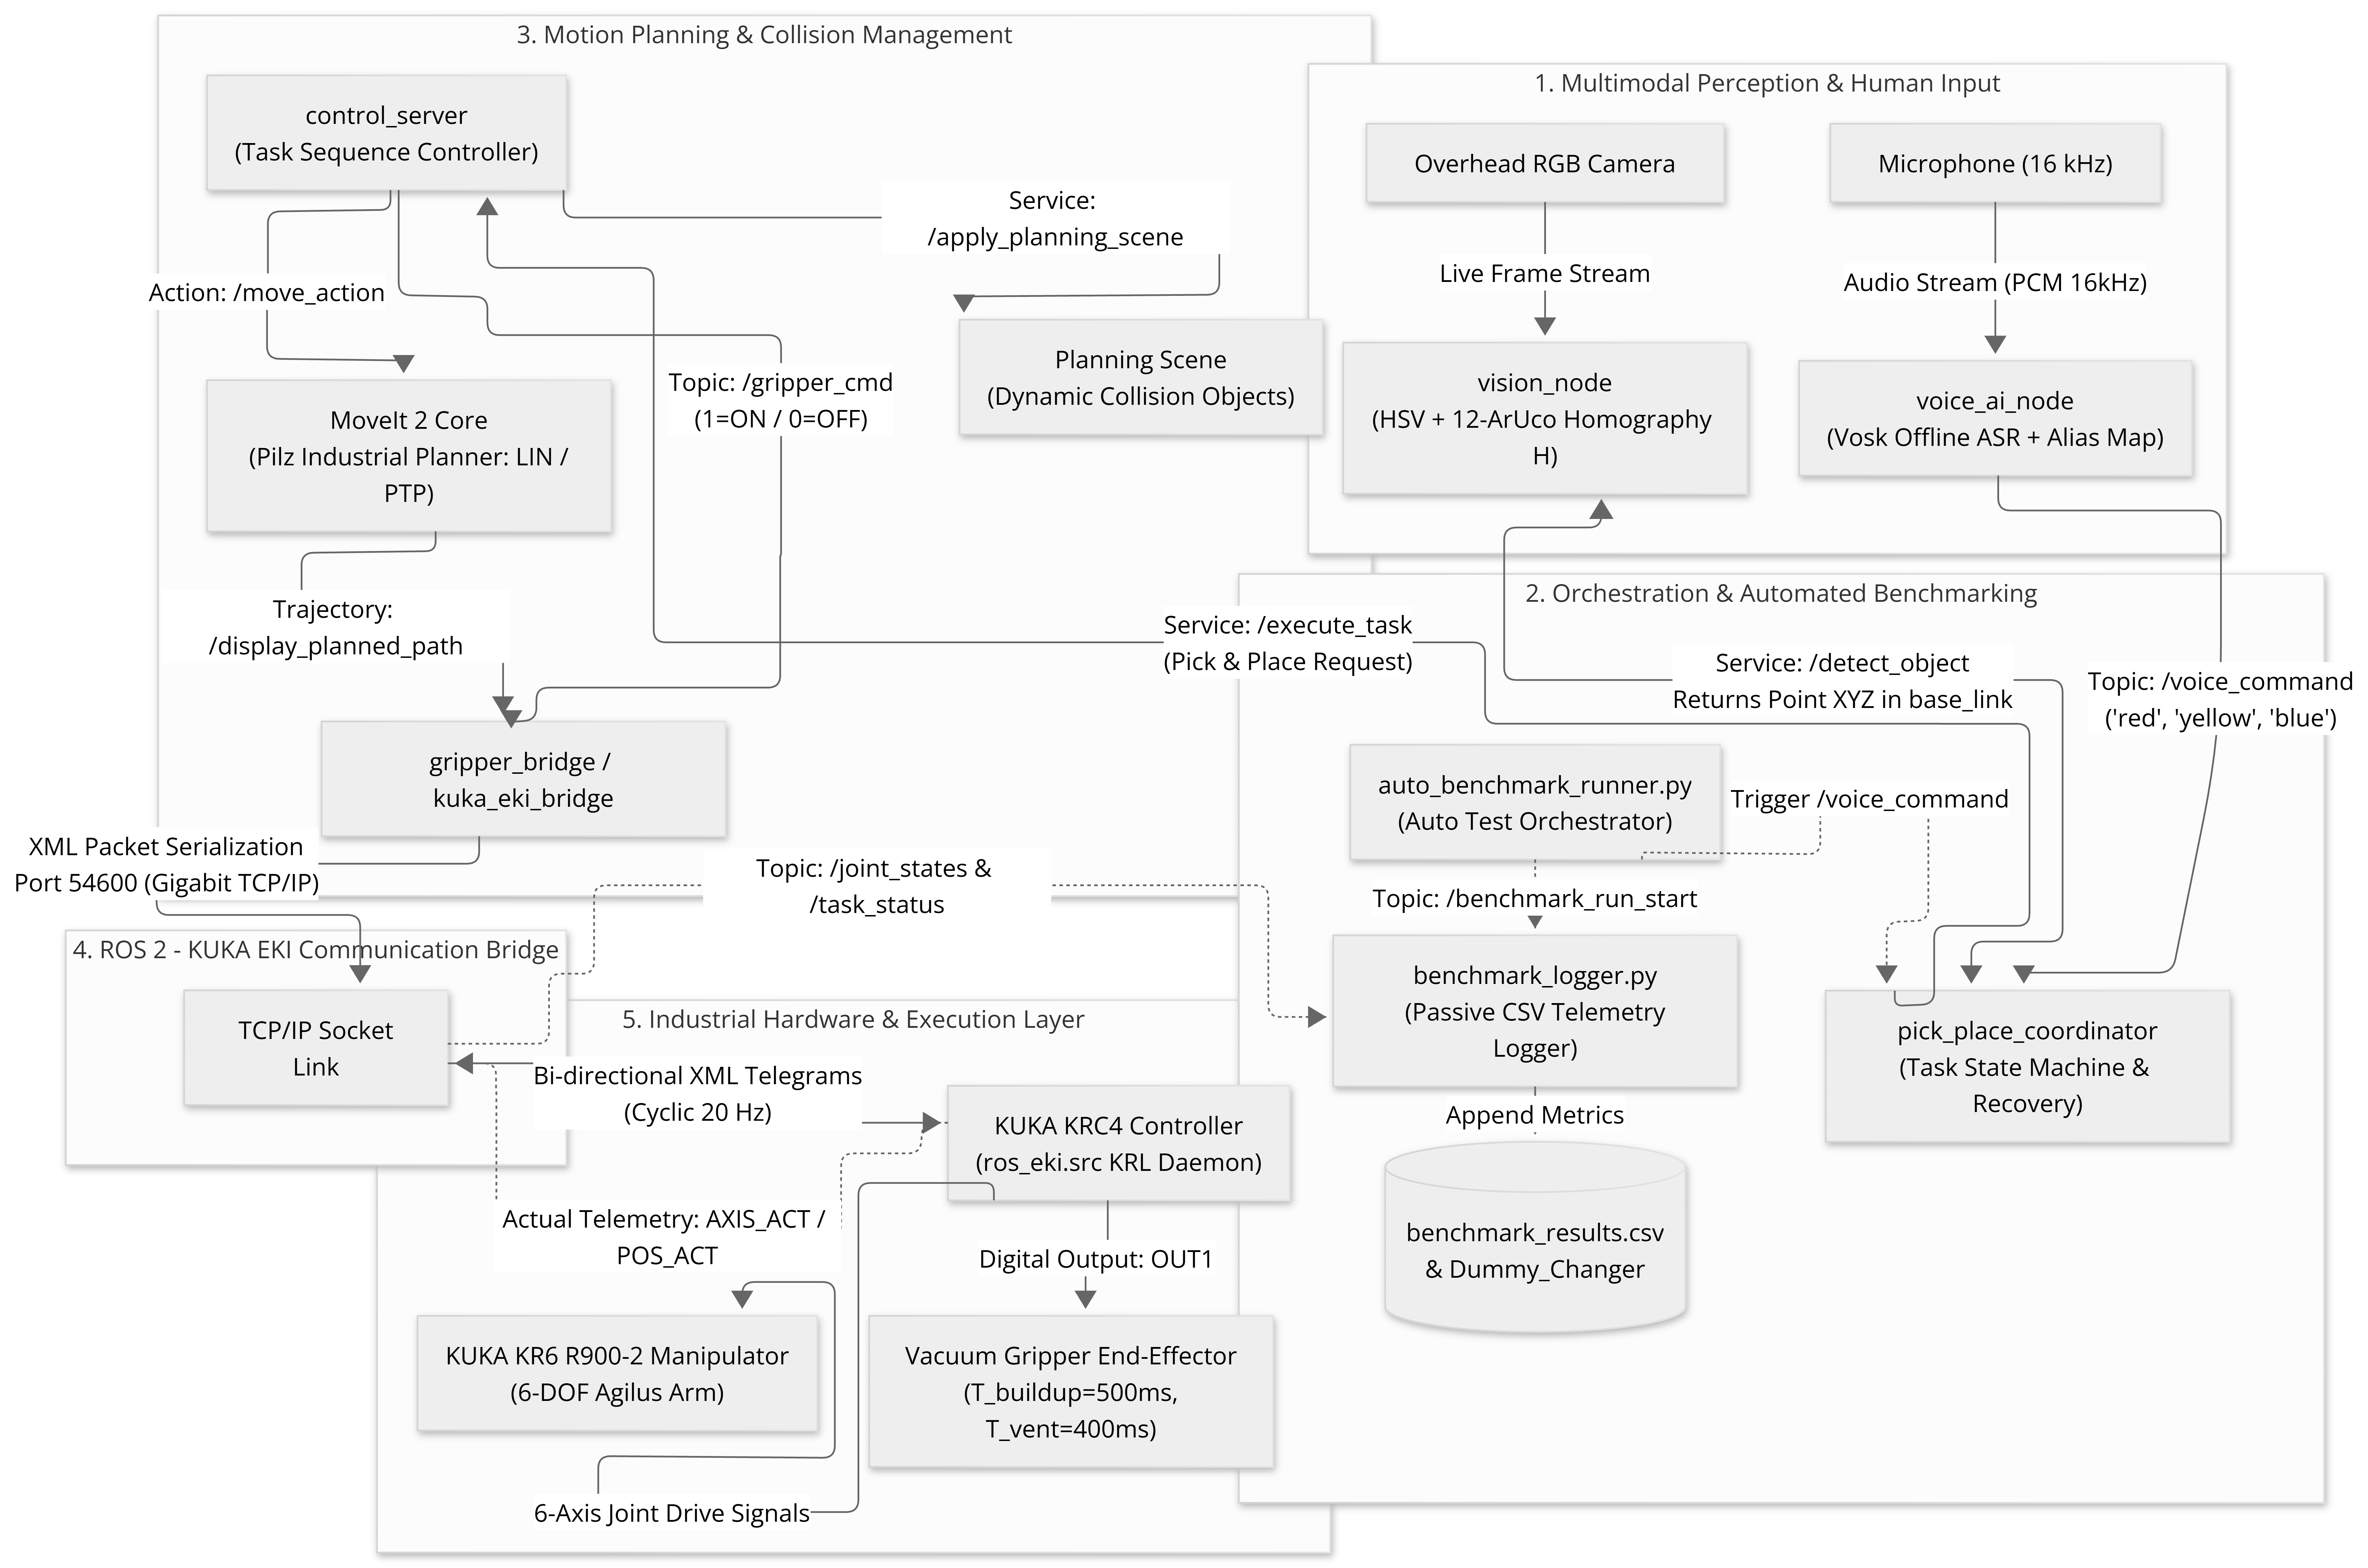 3. Motion Planning & Collision Management
control_server
(Task Sequence Controller)
Service:
/apply_planning_scene
Action: /move_action
Topic: /gripper_cmd
(1=ON / 0=OFF)
Planning Scene
(Dynamic Collision Objects)
MoveIt 2 Core
(Pilz Industrial Planner: LIN /
PTP)
Trajectory:
/display_planned_path
gripper_bridge /
kuka_eki_bridge
1. Multimodal Perception & Human Input
Overhead RGB Camera
Microphone (16 kHz)
Live Frame Stream
Audio Stream (PCM 16kHz)
vision_node
(HSV + 12-ArUco Homography
H)
voice_ai_node
(Vosk Offline ASR + Alias Map)
2. Orchestration & Automated Benchmarking
Service: /execute_task
(Pick & Place Request)
Service: /detect_object
Returns Point XYZ in base_link
Topic: /voice_command
('red', 'yellow', 'blue')
auto_benchmark_runner.py
(Auto Test Orchestrator)
Trigger /voice_command
Topic: /benchmark_run_start
benchmark_logger.py
(Passive CSV Telemetry
Logger)
pick_place_coordinator
(Task State Machine &
Recovery)
Append Metrics
benchmark_results.csv
& Dummy_Changer
XML Packet Serialization
Port 54600 (Gigabit TCP/IP)
Topic: /joint_states &
/task_status
4. ROS 2 - KUKA EKI Communication Bridge
TCP/IP Socket
Link
5. Industrial Hardware & Execution Layer
Bi-directional XML Telegrams
(Cyclic 20 Hz)
KUKA KRC4 Controller
(ros_eki.src KRL Daemon)
Actual Telemetry: AXIS_ACT /
POS_ACT
Digital Output: OUT1
KUKA KR6 R900-2 Manipulator
(6-DOF Agilus Arm)
Vacuum Gripper End-Effector
(T_buildup=500ms,
T_vent=400ms)
6-Axis Joint Drive Signals